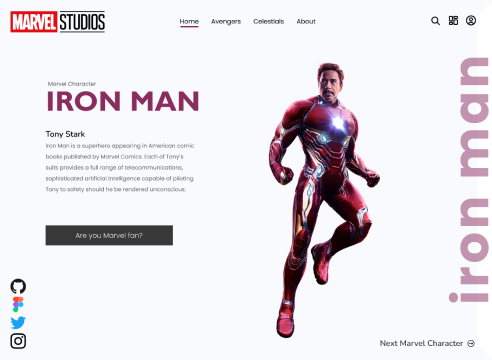 MARVEL STUDIOS
Home Avengers Celestials About
Marvel Character
IRON MAN
Tony Stark
Iron Man is a superhero appearing in American comic
books published by Marvel Comics. Each of Tony's
suits provides a full range of telecommunications,
sophisticated artificial intelligence capable of piloting
Tony to safety should he be rendered unconscious.
Are you Marvel fan?
iron man
Next Marvel Character